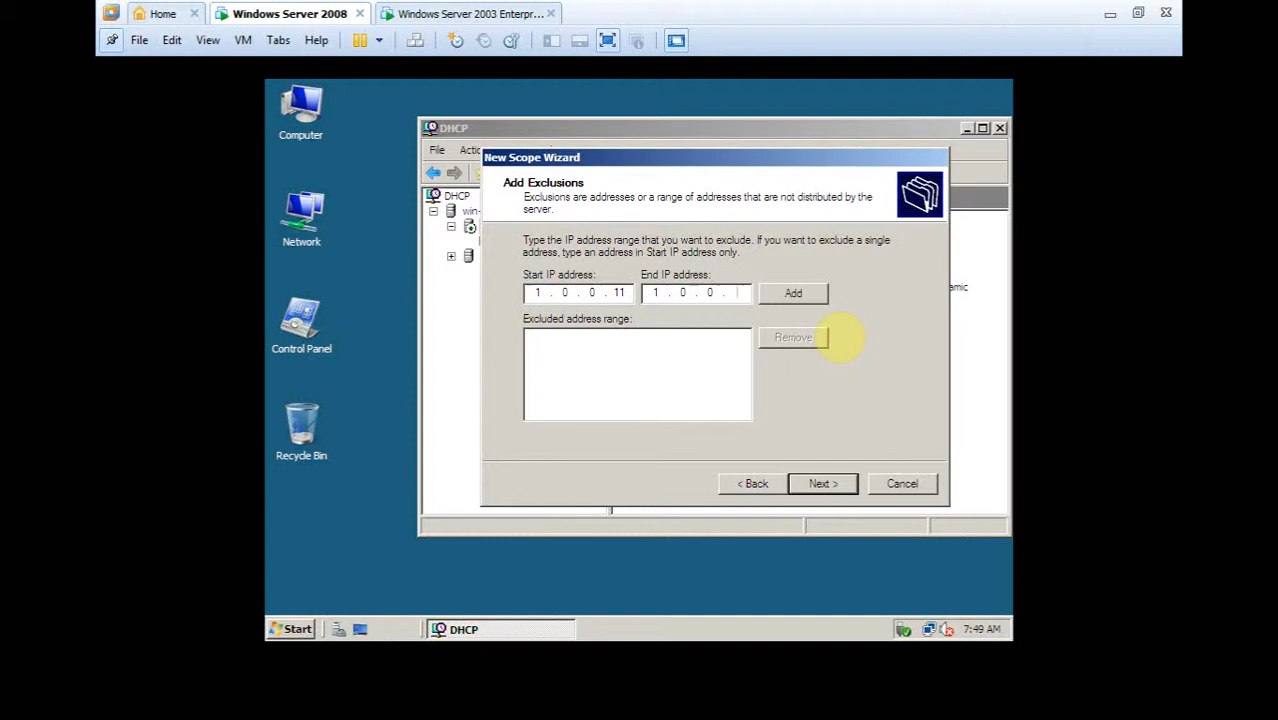 Home
Windows Server 2008
Windows Server 2003 Enterpr...
File Edit View VM Tabs Help
Computer
Network
Control Panel
Recycle Bin
DHCP
File
New Scope Wizard
Add Exclusions
Exclusions are addresses or a range of addresses that are not distributed by the
server.
DHCP
win-
Type the IP address range that you want to exclude. If you want to exclude a single
address, type an address in Start IP address only.
Start IP address: End IP address:
1 . 0 . 0 . 11 1 . 0 . 0 .
Add
Excluded address range:
Remove
< Back Next > Cancel
Start
DHCP
7:49 AM